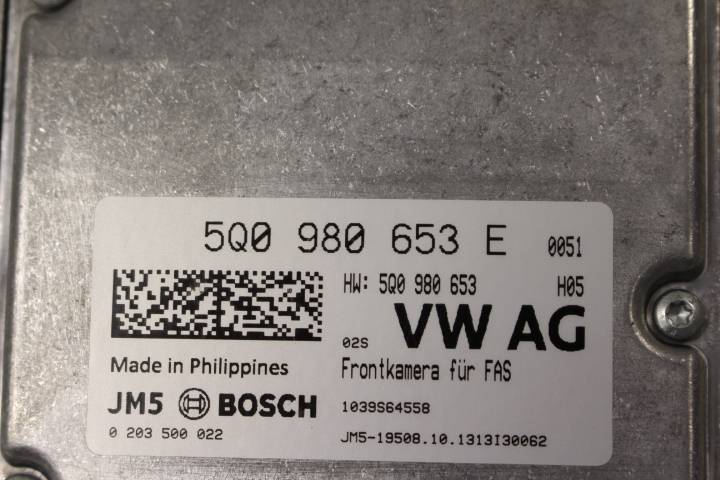 5Q0 980 653 E 0051
HW: 5Q0 980 653 H05
02S VW AG
Made in Philippines
Frontkamera für FAS
JM5 BOSCH
1039S64558
0 203 500 022
JM5-19508.10.1313I30062